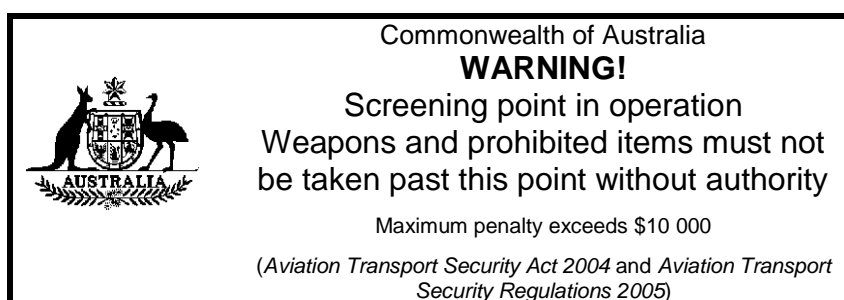 Commonwealth of Australia
WARNING!
Screening point in operation
Weapons and prohibited items must not
be taken past this point without authority
AUSTRALIA
Maximum penalty exceeds $10 000
(Aviation Transport Security Act 2004 and Aviation Transport
Security Regulations 2005)